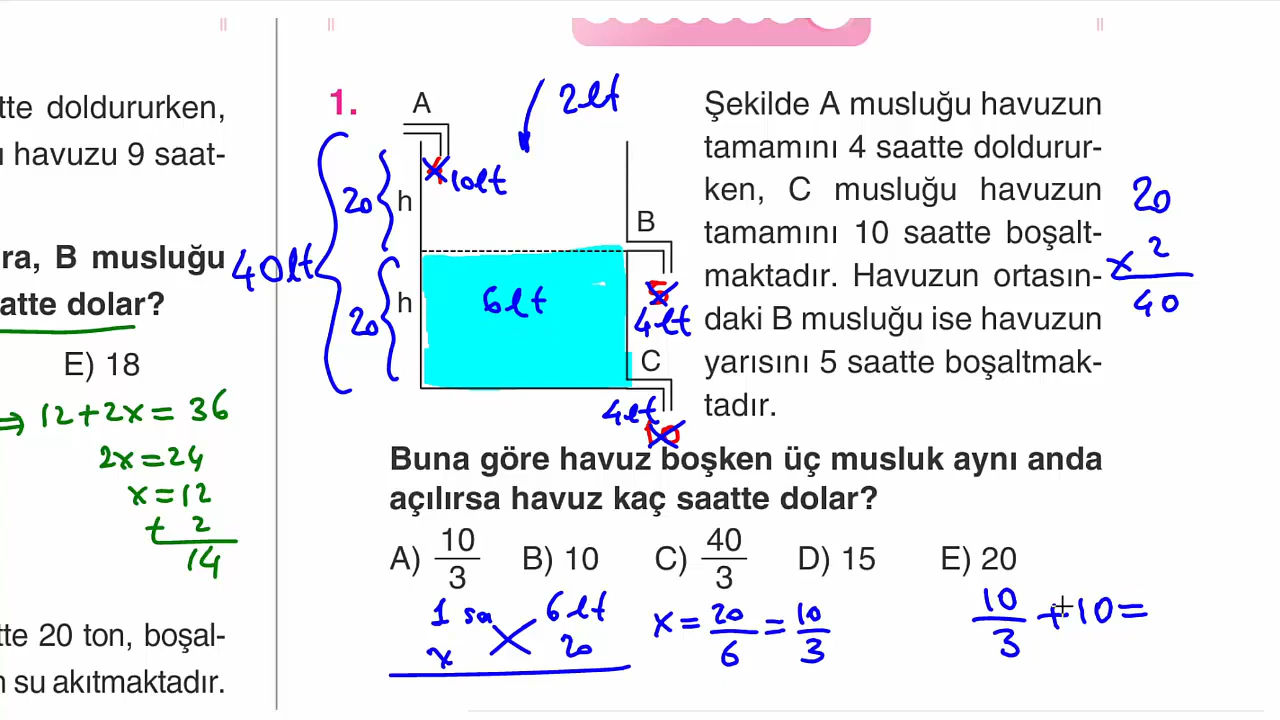 tte doldururken,
u havuzu 9 saat-
ra, B musluğu
atte dolar?
E) 18
⇒ 12+2x = 36
2x=24
x=12
+ 2
14
tte 20 ton, boşal-
n su akıtmaktadır.
1.
A
2lt
10lt
20 h
40lt
B
6lt
20 h
4lt
C
4lt
10
Şekilde A musluğu havuzun
tamamını 4 saatte doldurur-
ken, C musluğu havuzun
tamamını 10 saatte boşalt-
maktadır. Havuzun ortasın-
daki B musluğu ise havuzun
yarısını 5 saatte boşaltmak-
tadır.
20
x 2
40
Buna göre havuz boşken üç musluk aynı anda
açılırsa havuz kaç saatte dolar?
A) 10/3 B) 10 C) 40/3 D) 15 E) 20
1 sa 6lt
x 20
x = 20/6 = 10/3
10/3 + 10 =